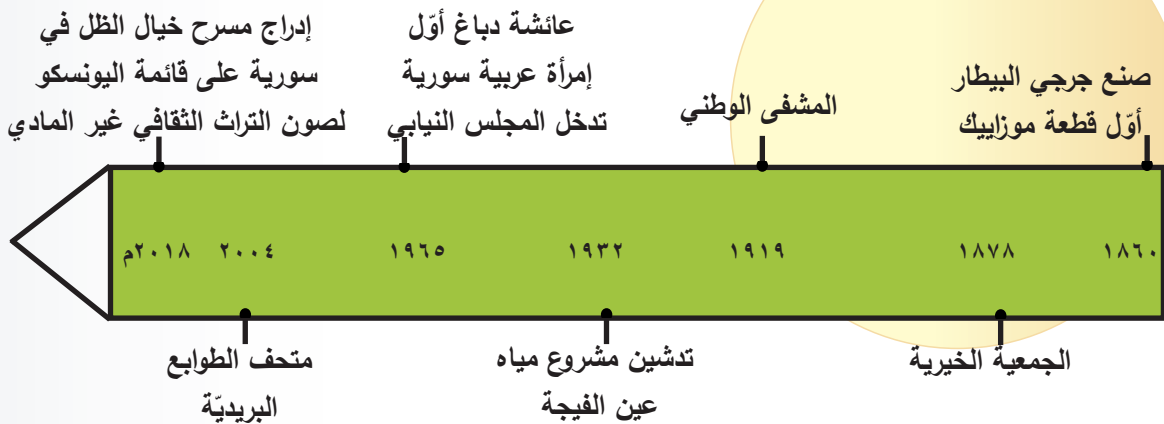 صنع جرجي البيطار
أوّل قطعة موزاييك
المشفى الوطني
عائشة دباغ أوّل
إمرأة عربية سورية
تدخل المجلس النيابي
إدراج مسرح خيال الظل في
سورية على قائمة اليونسكو
لصون التراث الثقافي غير المادي
١٨٦٠ ١٨٧٨ ١٩١٩ ١٩٣٢ ١٩٦٥ ٢٠٠٤ ٢٠١٨م
الجمعية الخيرية
تدشين مشروع مياه
عين الفيجة
متحف الطوابع
البريديّة